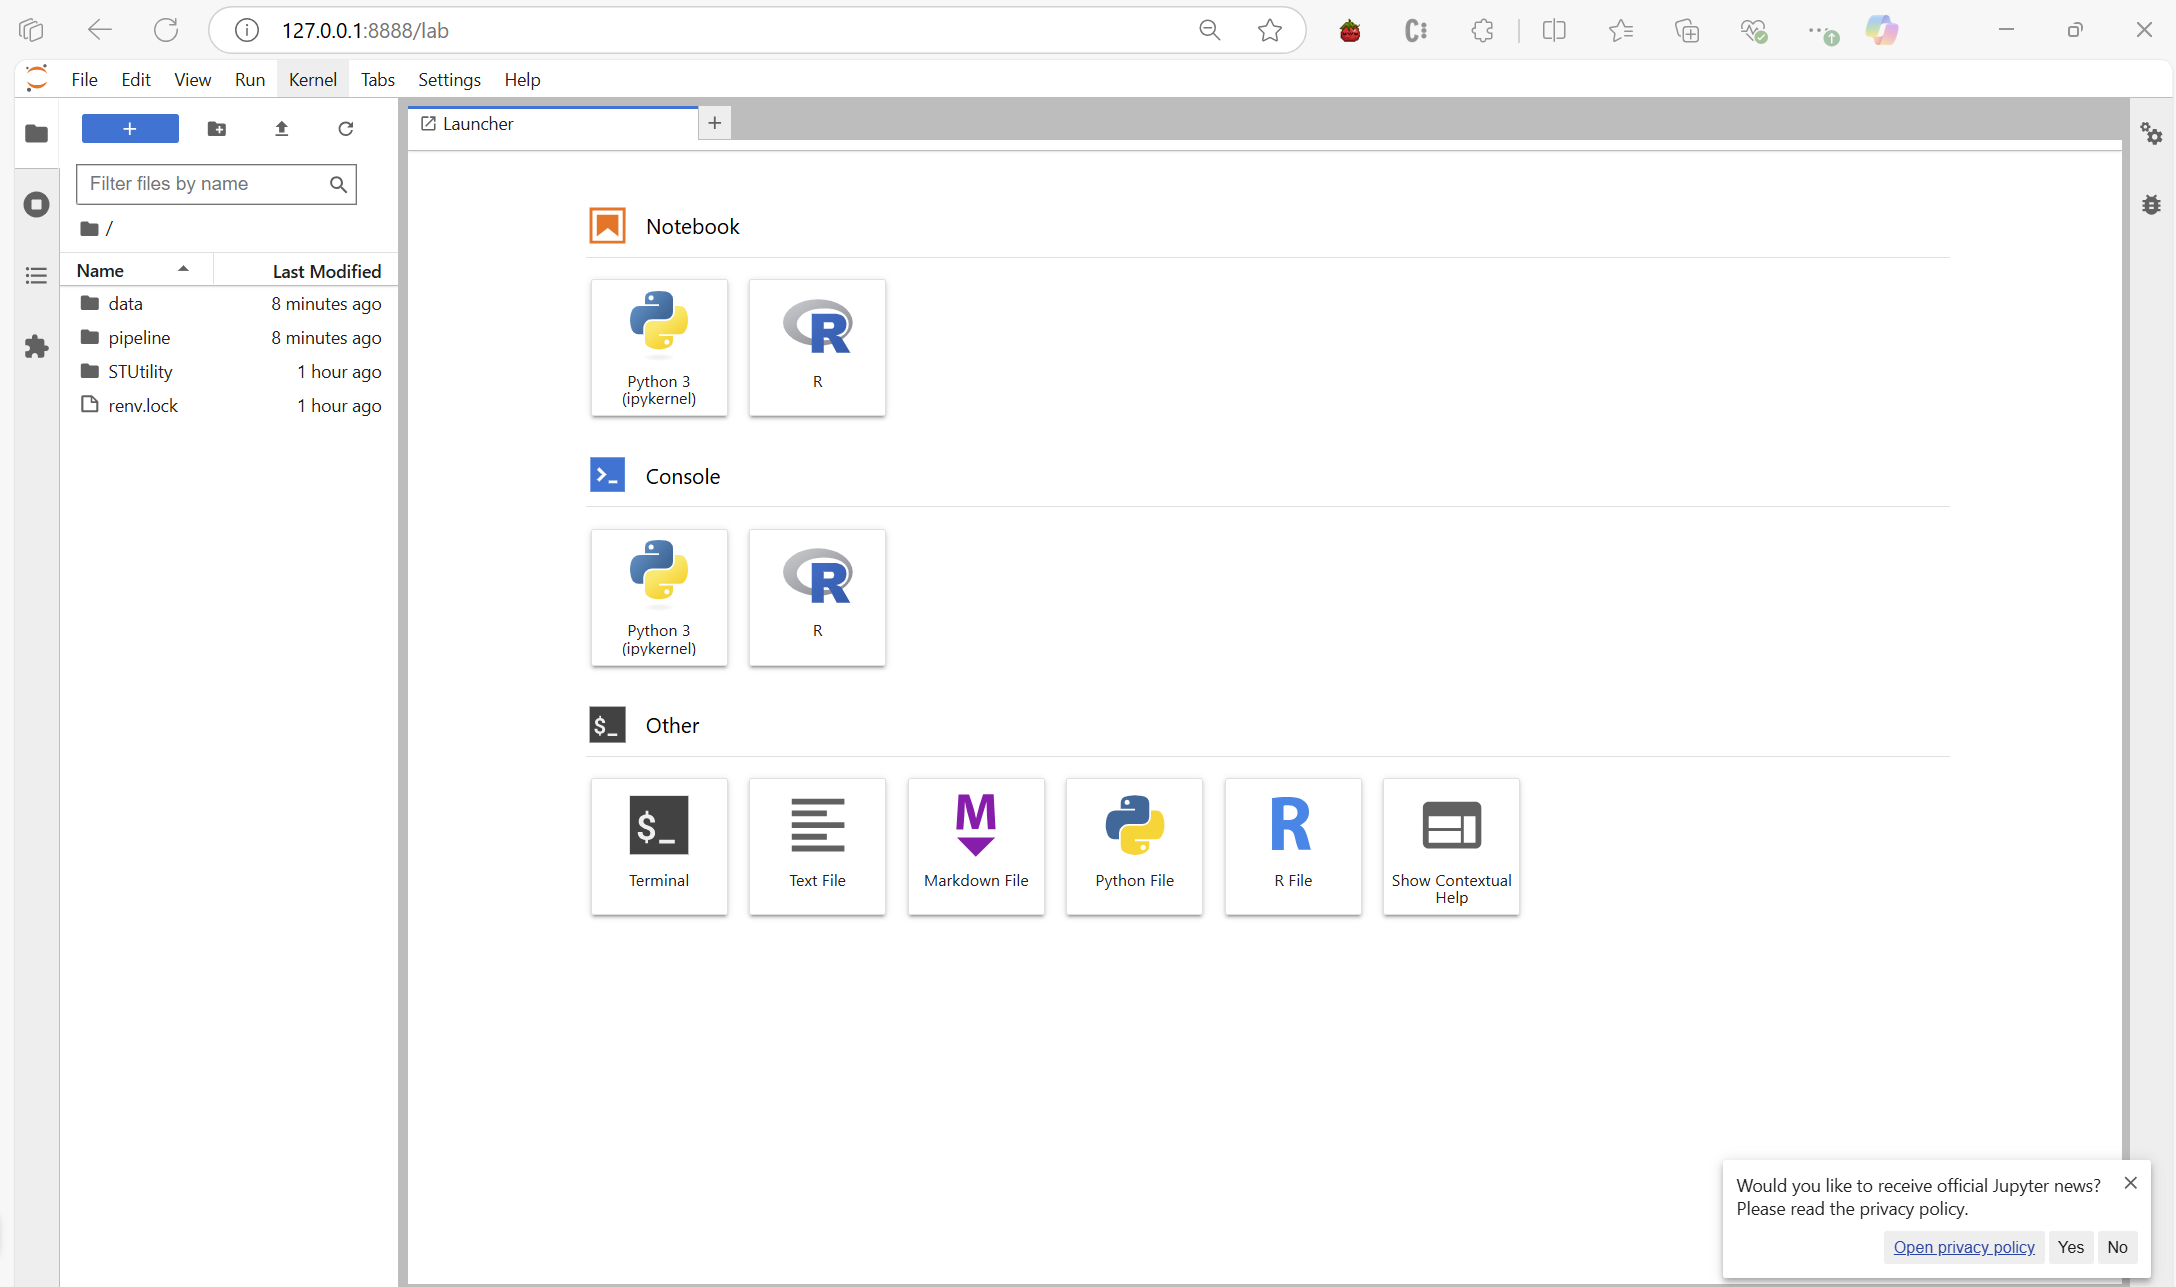 127.0.0.1:8888/lab
File Edit View Run Kernel Tabs Settings Help
Launcher
Filter files by name
/
Name Last Modified
data 8 minutes ago
pipeline 8 minutes ago
STUtility 1 hour ago
renv.lock 1 hour ago
Notebook
Python 3
(ipykernel)
R
Console
Python 3
(ipykernel)
R
$_ Other
$_
Terminal
Text File
M
Markdown File
Python File
R
R File
Show Contextual
Help
Would you like to receive official Jupyter news?
Please read the privacy policy.
Open privacy policy Yes No